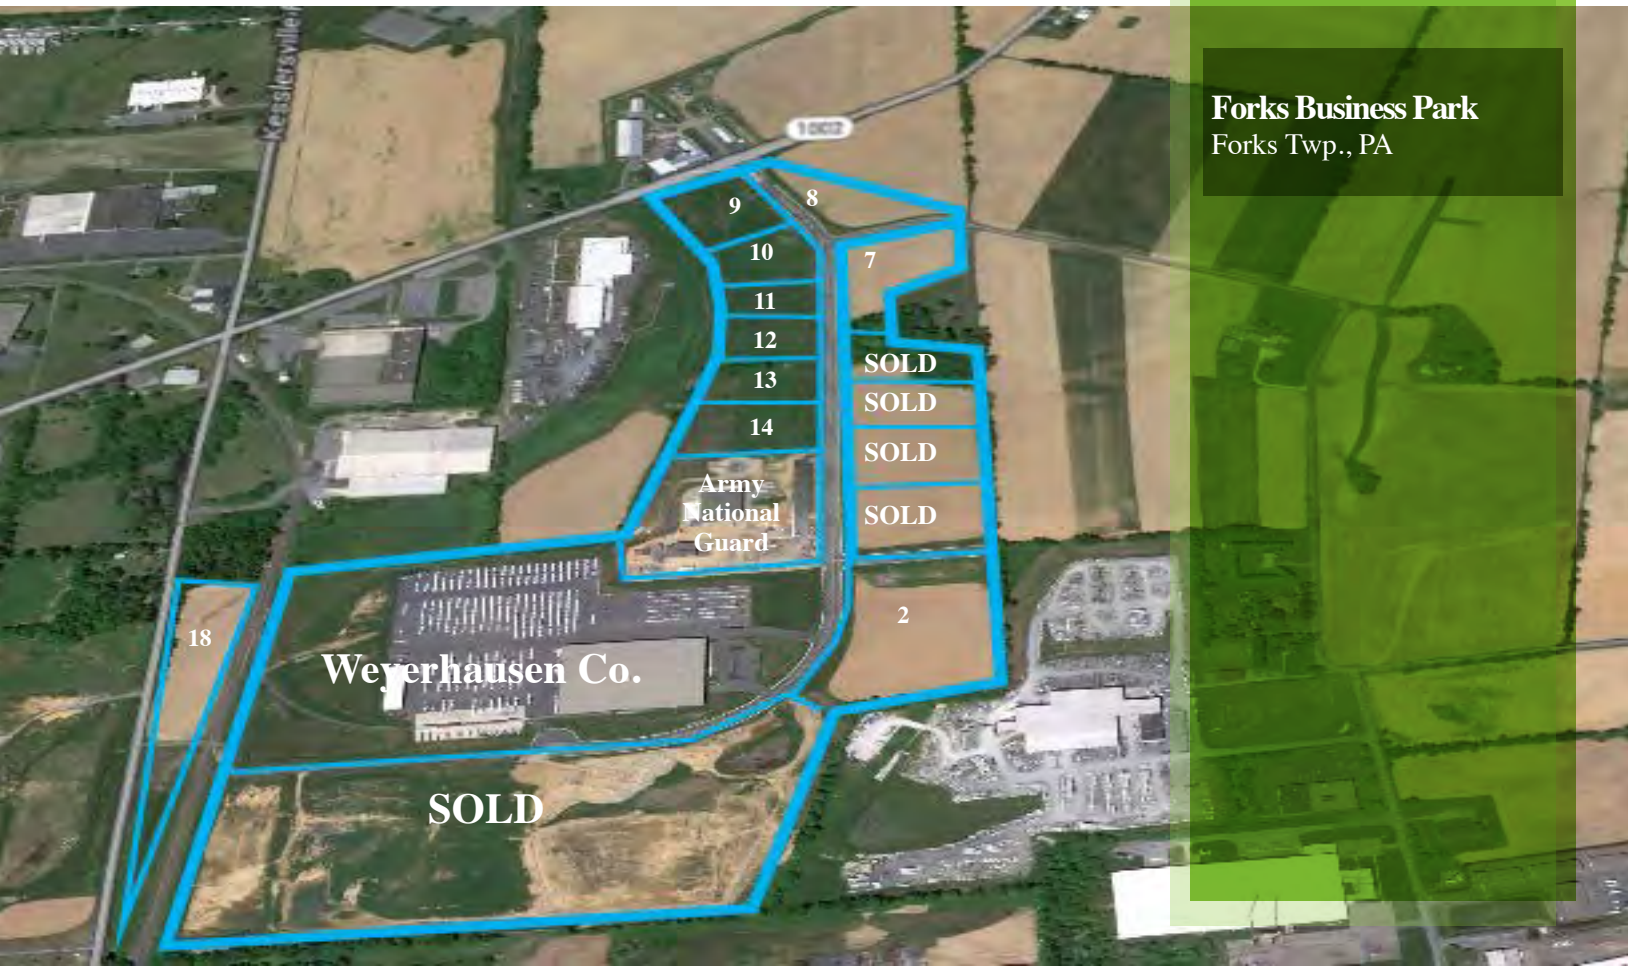 Kesslersville
1002
Forks Business Park
Forks Twp., PA
9
8
10
7
11
12
SOLD
13
SOLD
14
SOLD
Army
National
Guard
SOLD
2
18
Weyerhausen Co.
SOLD